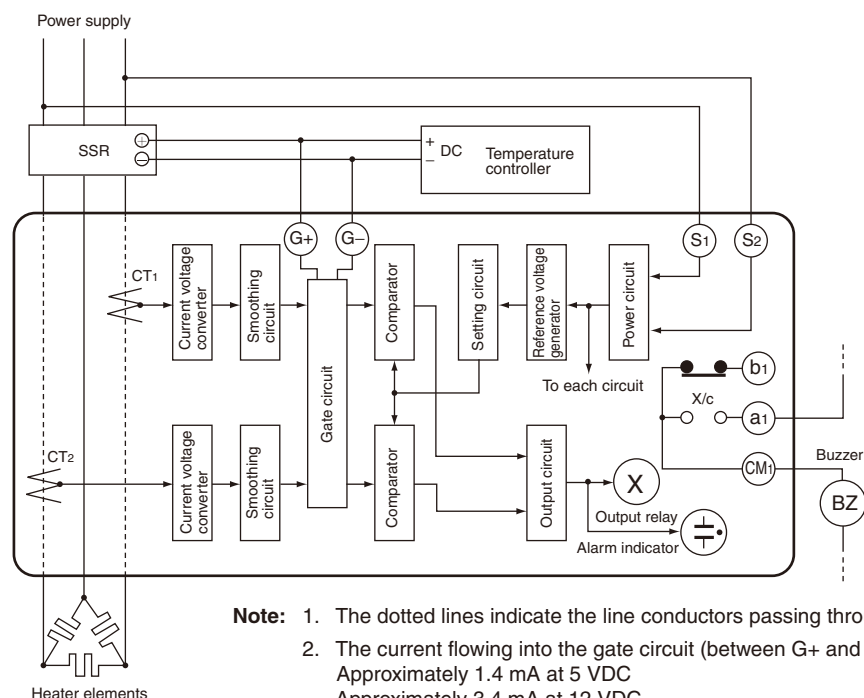 Power supply
SSR
+
−
+
−
DC
Temperature
controller
G+
G−
S1
S2
CT1
Current voltage
converter
Smoothing
circuit
Gate circuit
Comparator
Setting circuit
Reference voltage
generator
Power circuit
To each circuit
b1
X/c
a1
CT2
Current voltage
converter
Smoothing
circuit
Comparator
Output circuit
X
Output relay
Alarm indicator
CM1
Buzzer
BZ
Heater elements
Note: 1. The dotted lines indicate the line conductors passing thro
2. The current flowing into the gate circuit (between G+ and
Approximately 1.4 mA at 5 VDC
Approximately 3.4 mA at 12 VDC